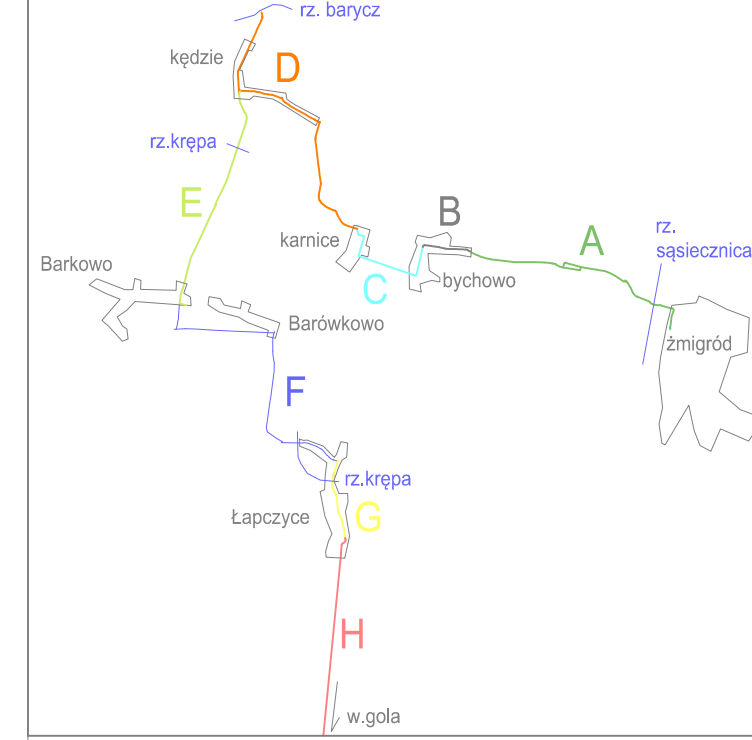 rz. barycz
kędzie
D
rz.krępa
E
B
rz.
sąsiecznica
karnice
A
Barkowo
C
bychowo
Barówkowo
żmigród
F
rz.krępa
Łapczyce
G
H
w.gola